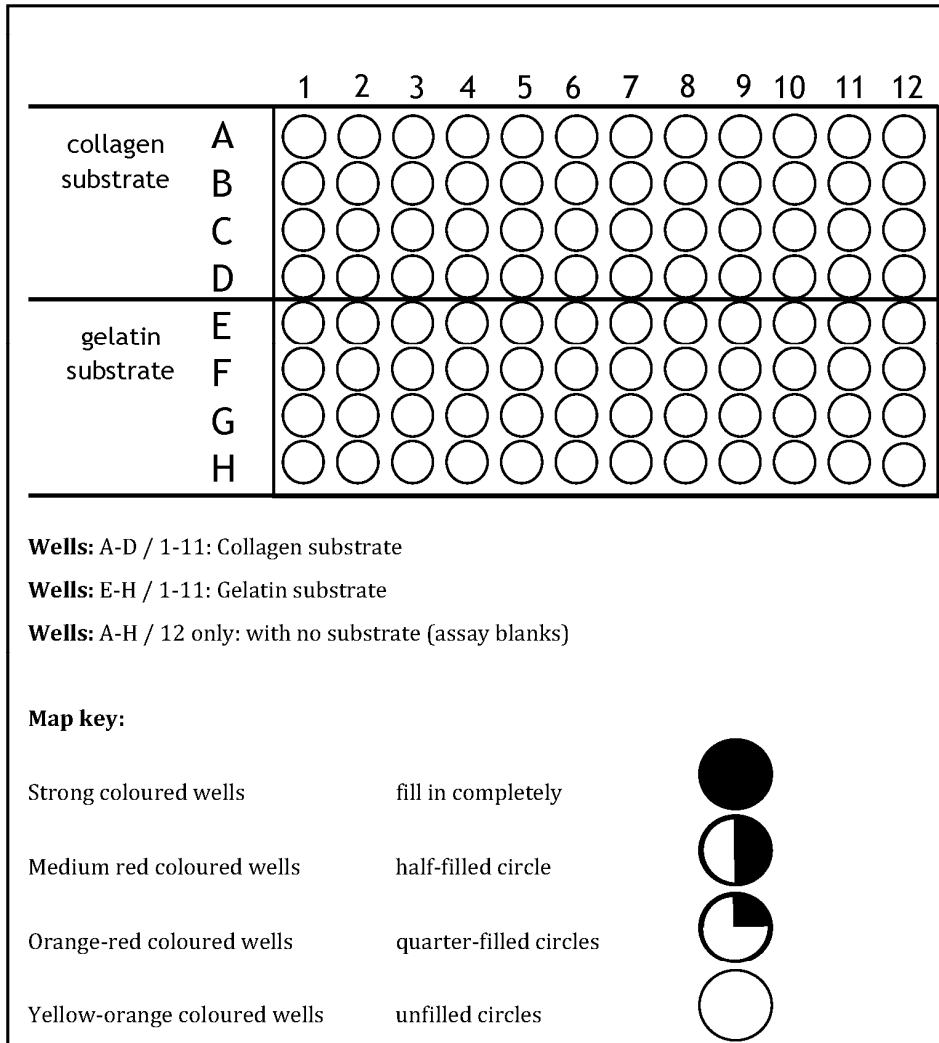 1 2 3 4 5 6 7 8 9 10 11 12
collagen
substrate
A
B
C
D
gelatin
substrate
E
F
G
H
Wells: A-D / 1-11: Collagen substrate
Wells: E-H / 1-11: Gelatin substrate
Wells: A-H / 12 only: with no substrate (assay blanks)
Map key:
Strong coloured wells fill in completely
Medium red coloured wells half-filled circle
Orange-red coloured wells quarter-filled circles
Yellow-orange coloured wells unfilled circles